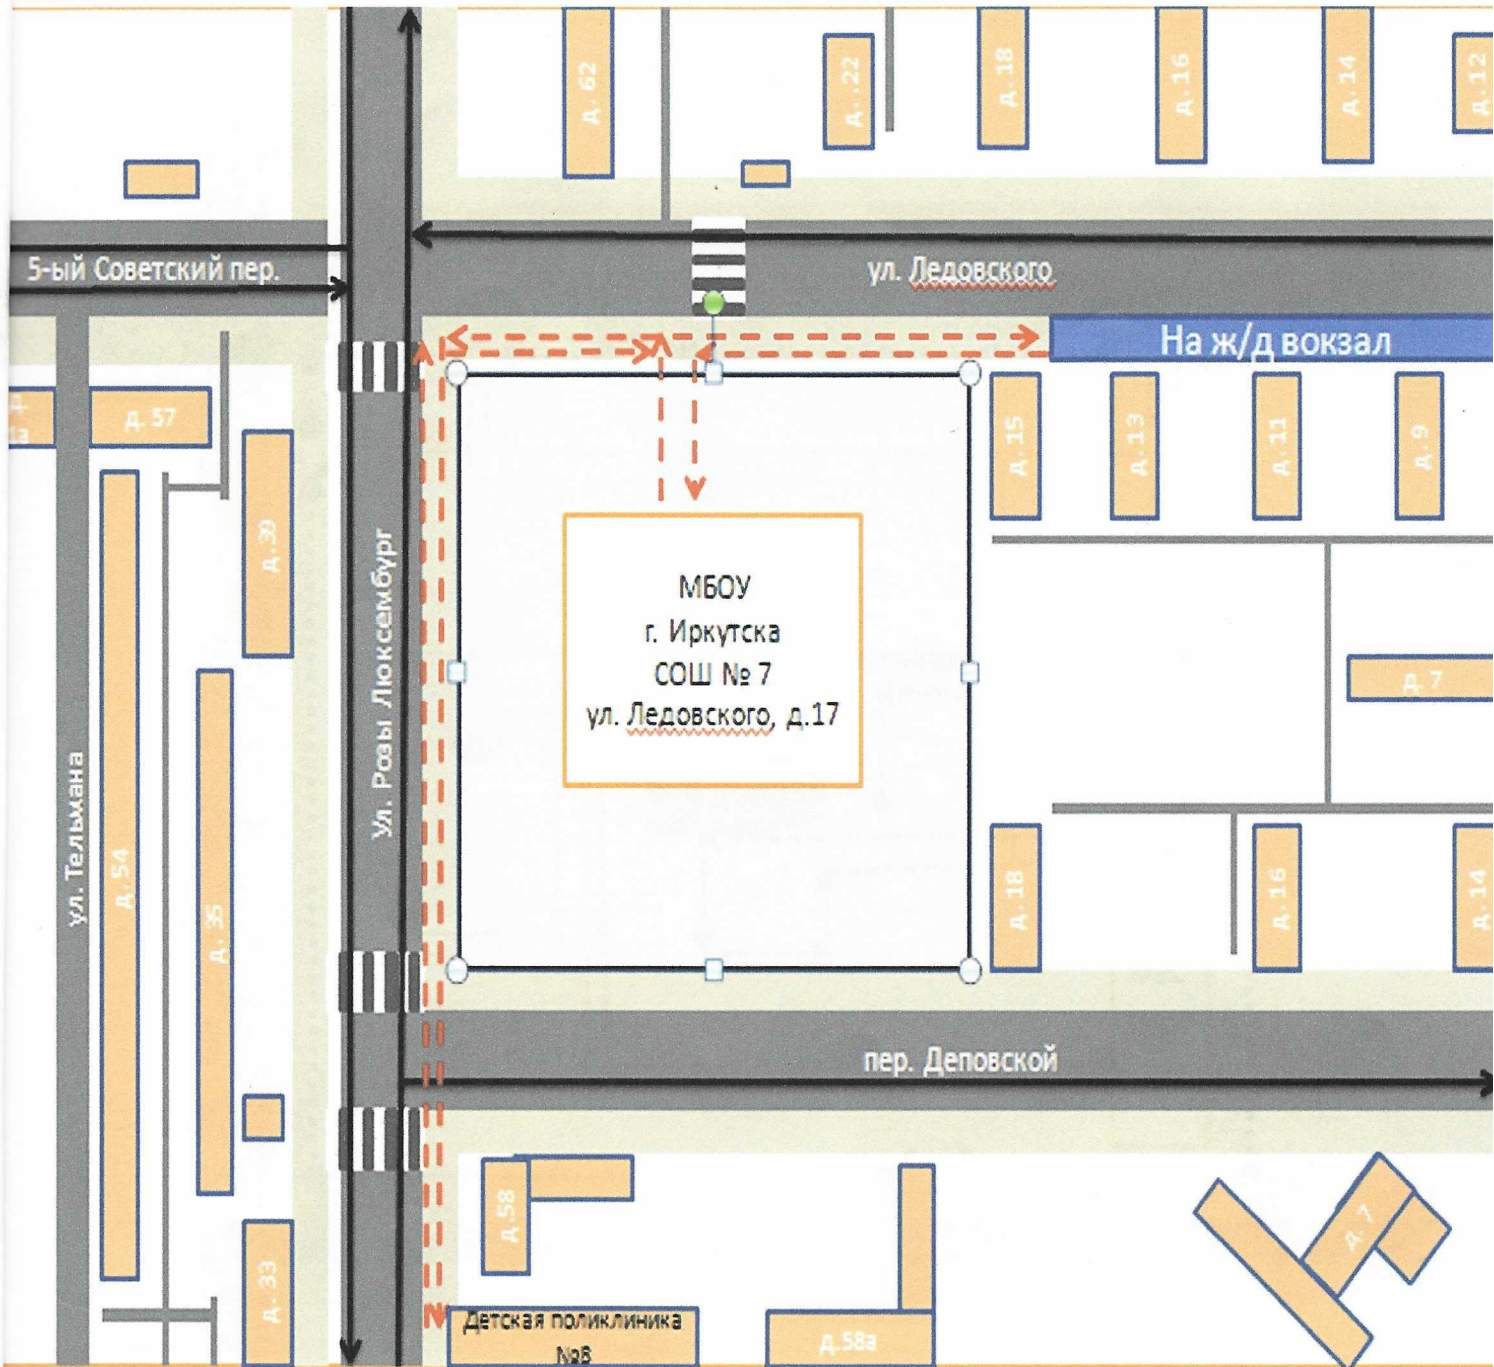 д. 62
д. .22
д. 18
д. 16
д. 14
д. 12
5-ый Советский пер.
ул. Ледовского
На ж/д вокзал
д. 57
д. 15
д. 13
д. 11
д. 9
д. 39
МБОУ
г. Иркутска
СОШ № 7
ул. Ледовского, д.17
Ул. Розы Люксембург
д. 7
ул. Тельмана
д. 54
д. 35
д. 18
д. 16
д. 14
пер. Деповской
д.58
д. 7
д. 33
Детская поликлиника
№8
д.58а